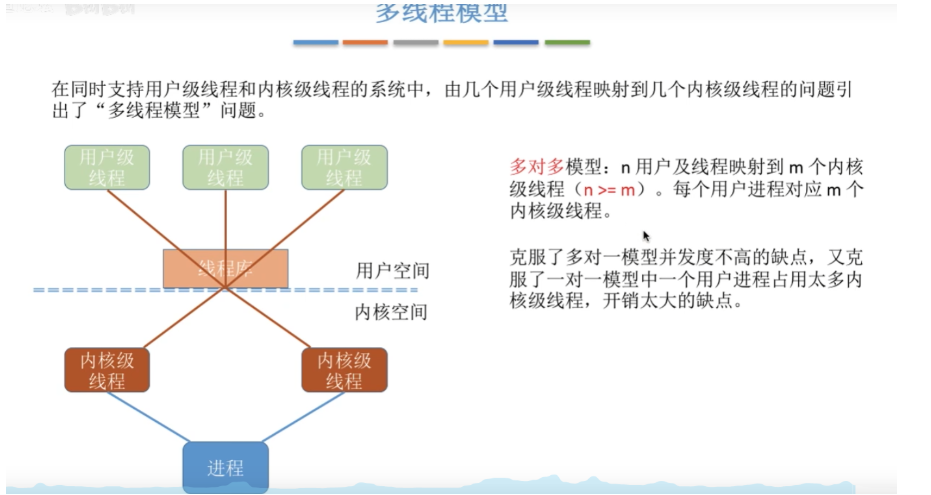 多线程模型
在同时支持用户级线程和内核级线程的系统中，由几个用户级线程映射到几个内核级线程的问题引
出了“多线程模型”问题。
用户级
线程
用户级
线程
用户级
线程
线程库
用户空间
内核空间
内核级
线程
内核级
线程
进程
多对多模型：n 用户及线程映射到 m 个内核
级线程（n >= m）。每个用户进程对应 m 个
内核级线程。
克服了多对一模型并发度不高的缺点，又克
服了一对一模型中一个用户进程占用太多内
核级线程，开销太大的缺点。